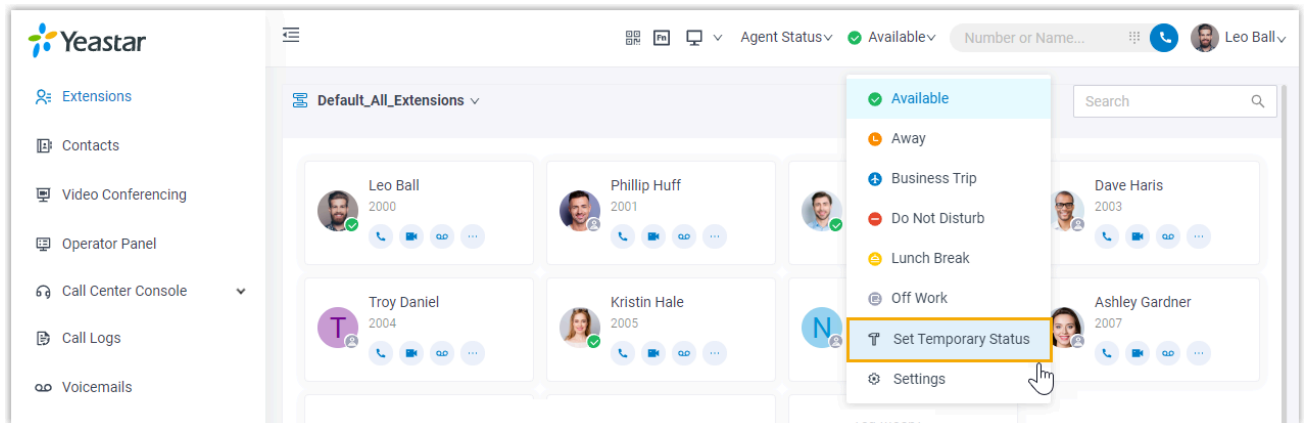 Yeastar
Fn
Agent Status
Available
Number or Name...
Leo Ball
Extensions
Contacts
Video Conferencing
Operator Panel
Call Center Console
Call Logs
Voicemails
Default_All_Extensions
Search
Available
Away
Business Trip
Do Not Disturb
Lunch Break
Off Work
Set Temporary Status
Settings
Leo Ball
2000
Phillip Huff
2001
Dave Haris
2003
T
Troy Daniel
2004
Kristin Hale
2005
N
Ashley Gardner
2007